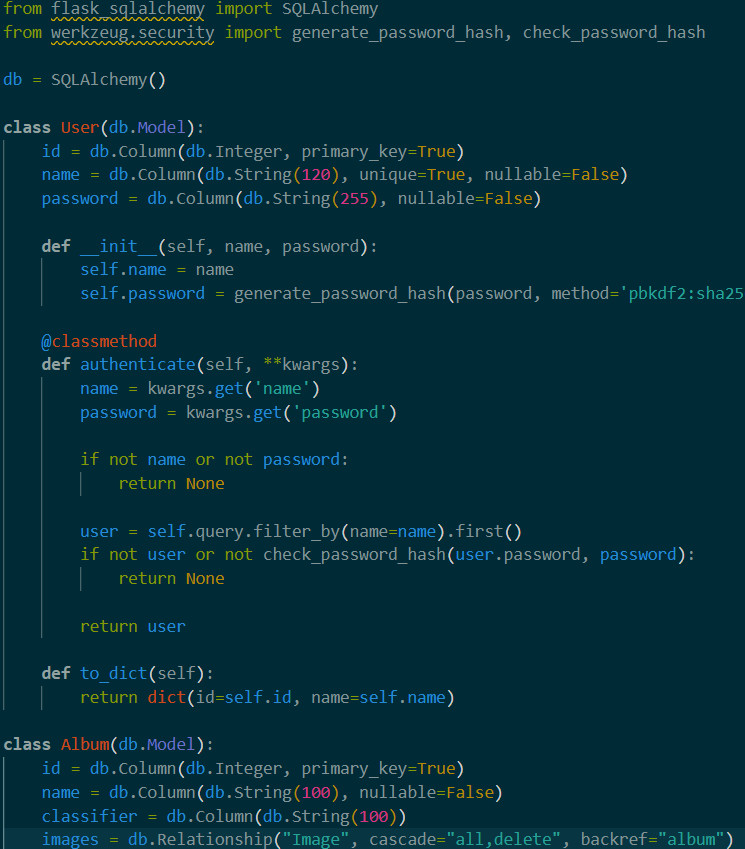 from flask_sqlalchemy import SQLAlchemy
from werkzeug.security import generate_password_hash, check_password_hash
db = SQLAlchemy()
class User(db.Model):
id = db.Column(db.Integer, primary_key=True)
name = db.Column(db.String(120), unique=True, nullable=False)
password = db.Column(db.String(255), nullable=False)
def __init__(self, name, password):
self.name = name
self.password = generate_password_hash(password, method='pbkdf2:sha25
@classmethod
def authenticate(self, **kwargs):
name = kwargs.get('name')
password = kwargs.get('password')
if not name or not password:
return None
user = self.query.filter_by(name=name).first()
if not user or not check_password_hash(user.password, password):
return None
return user
def to_dict(self):
return dict(id=self.id, name=self.name)
class Album(db.Model):
id = db.Column(db.Integer, primary_key=True)
name = db.Column(db.String(100), nullable=False)
classifier = db.Column(db.String(100))
images = db.Relationship("Image", cascade="all,delete", backref="album")